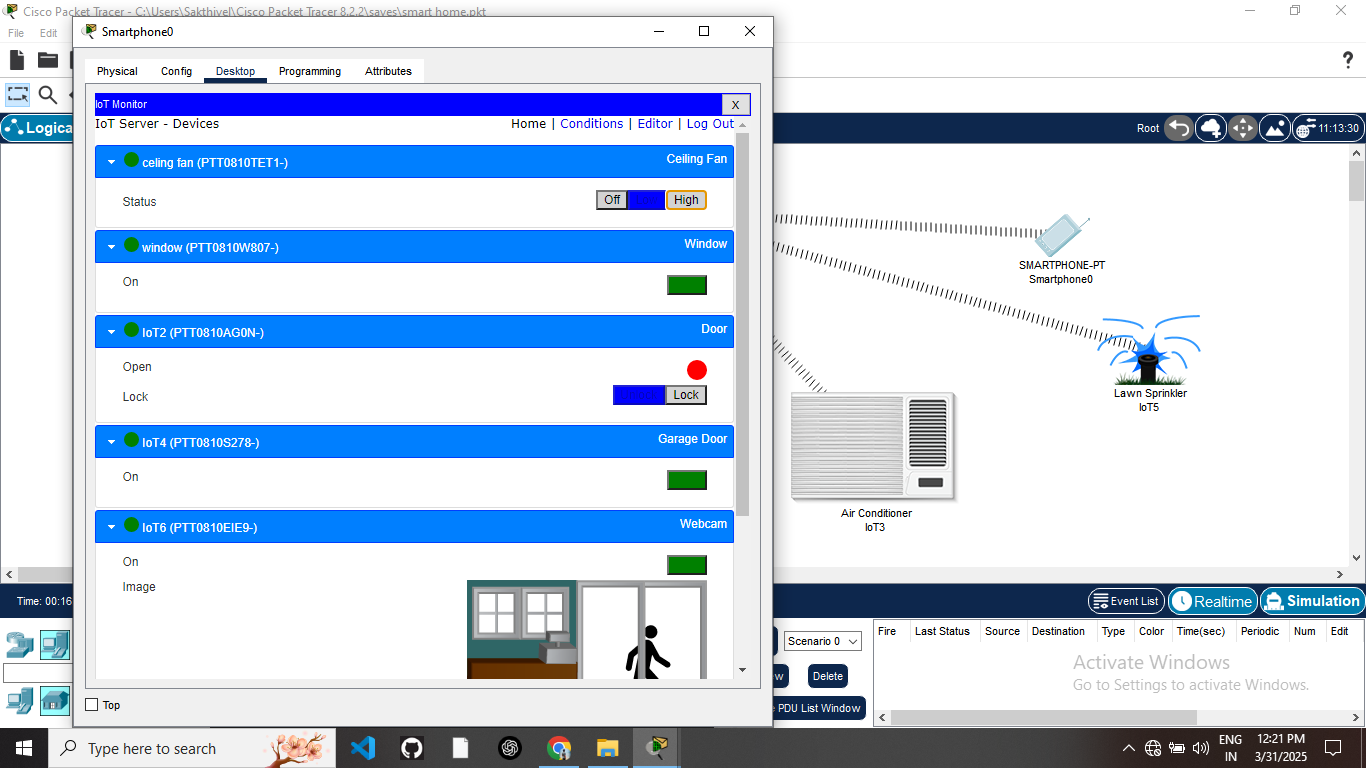 Cisco Packet Tracer - C:\Users\Sakthivel\Cisco Packet Tracer 8.2.2\saves\smart home.pkt
File Edit
Smartphone0
Physical Config Desktop Programming Attributes
IoT Monitor X
IoT Server - Devices Home | Conditions | Editor | Log Out
celing fan (PTT0810TET1-) Ceiling Fan
Status Off High
window (PTT0810W807-) Window
On
IoT2 (PTT0810AG0N-) Door
Open
Lock Lock
IoT4 (PTT0810S278-) Garage Door
On
IoT6 (PTT0810EIE9-) Webcam
On
Image
Top
?
Logica
Root 11:13:30
SMARTPHONE-PT
Smartphone0
Lawn Sprinkler
IoT5
Air Conditioner
IoT3
Time: 00:16
Event List Realtime Simulation
Scenario 0
Delete
PDU List Window
Fire Last Status Source Destination Type Color Time(sec) Periodic Num Edit
Activate Windows
Go to Settings to activate Windows.
Type here to search
ENG
IN
12:21 PM
3/31/2025